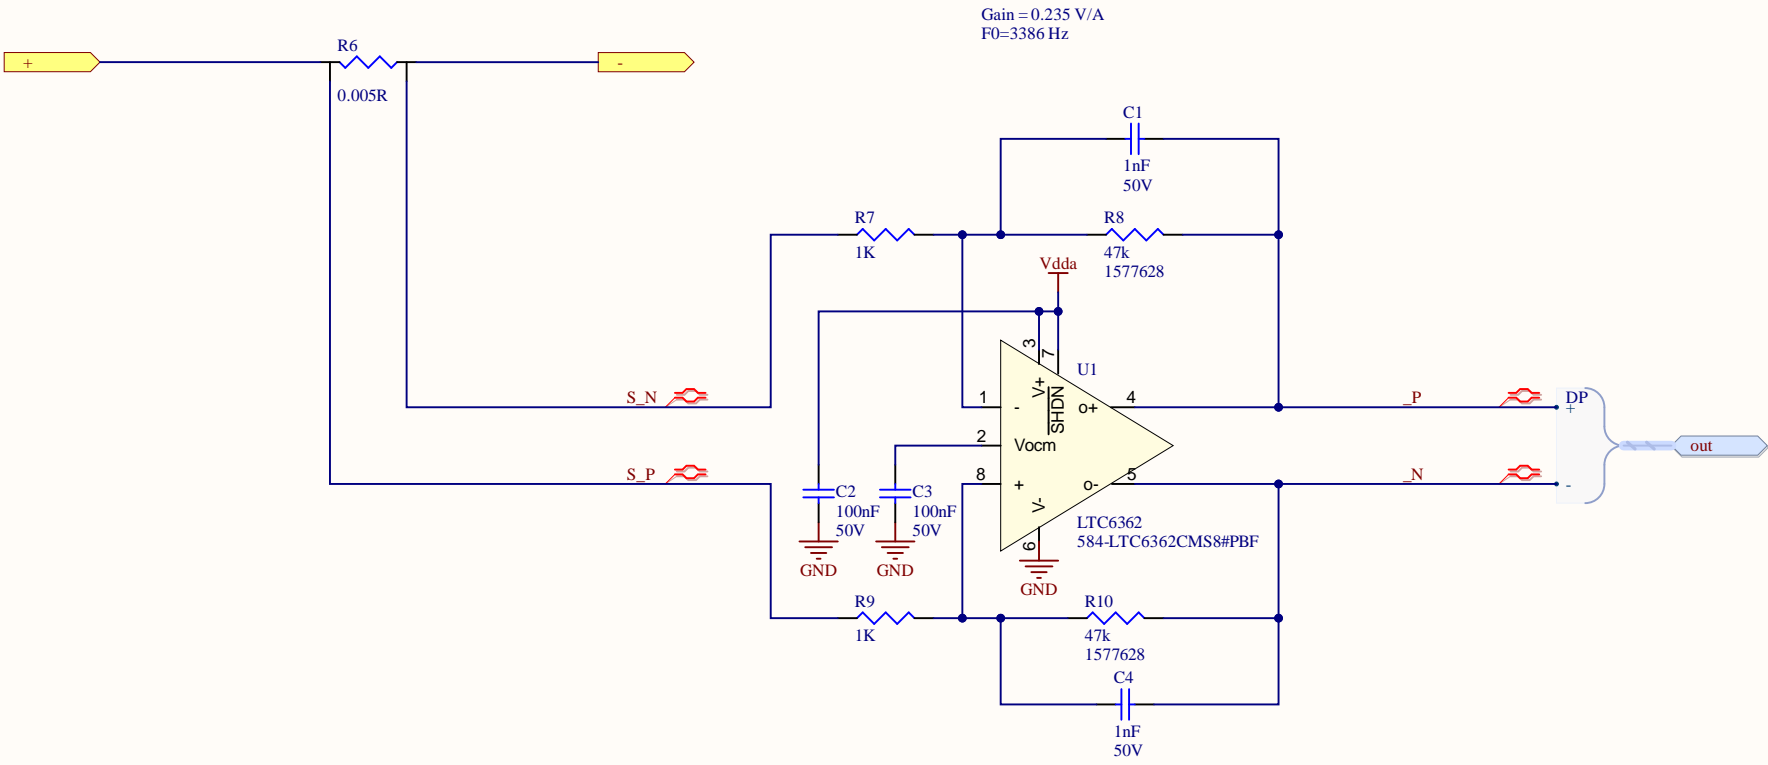 Gain = 0.235 V/A
F0=3386 Hz
+
R6
0.005R
-
C1
1nF
50V
R7
1K
R8
47k
1577628
Vdda
3
7
U1
V+
SHDN
S_N
1
-
o+
4
_P
DP
+
2
Vocm
out
S_P
8
+
o-
5
_N
-
V-
6
C2
100nF
50V
GND
C3
100nF
50V
GND
LTC6362
584-LTC6362CMS8#PBF
GND
R9
1K
R10
47k
1577628
C4
1nF
50V